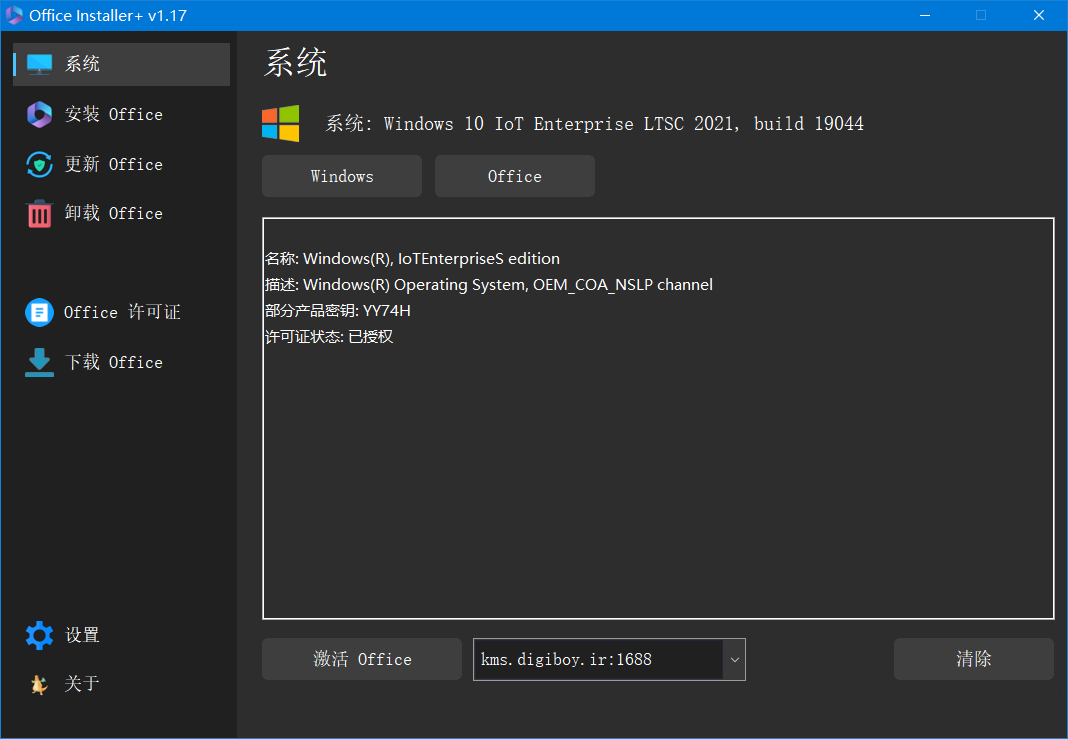 Office Installer+ v1.17
系统
安装 Office
更新 Office
卸载 Office
Office 许可证
下载 Office
设置
关于
系统
系统: Windows 10 IoT Enterprise LTSC 2021, build 19044
Windows
Office
名称: Windows(R), IoTEnterpriseS edition
描述: Windows(R) Operating System, OEM_COA_NSLP channel
部分产品密钥: YY74H
许可证状态: 已授权
激活 Office
kms.digiboy.ir:1688
清除